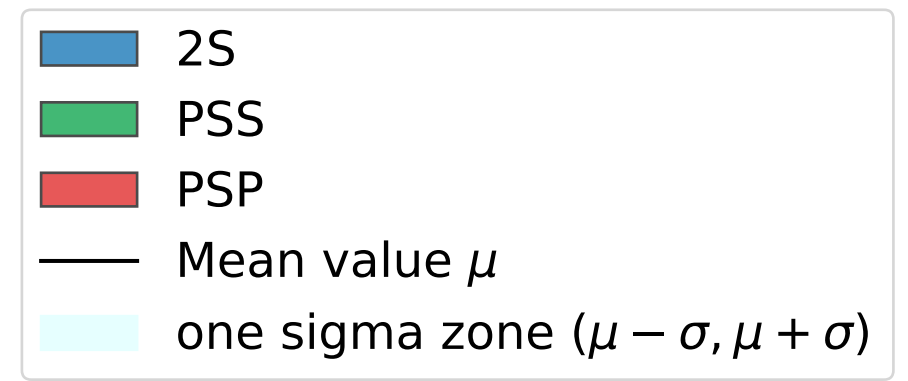 2S
PSS
PSP
Mean value μ
one sigma zone (μ − σ, μ + σ)